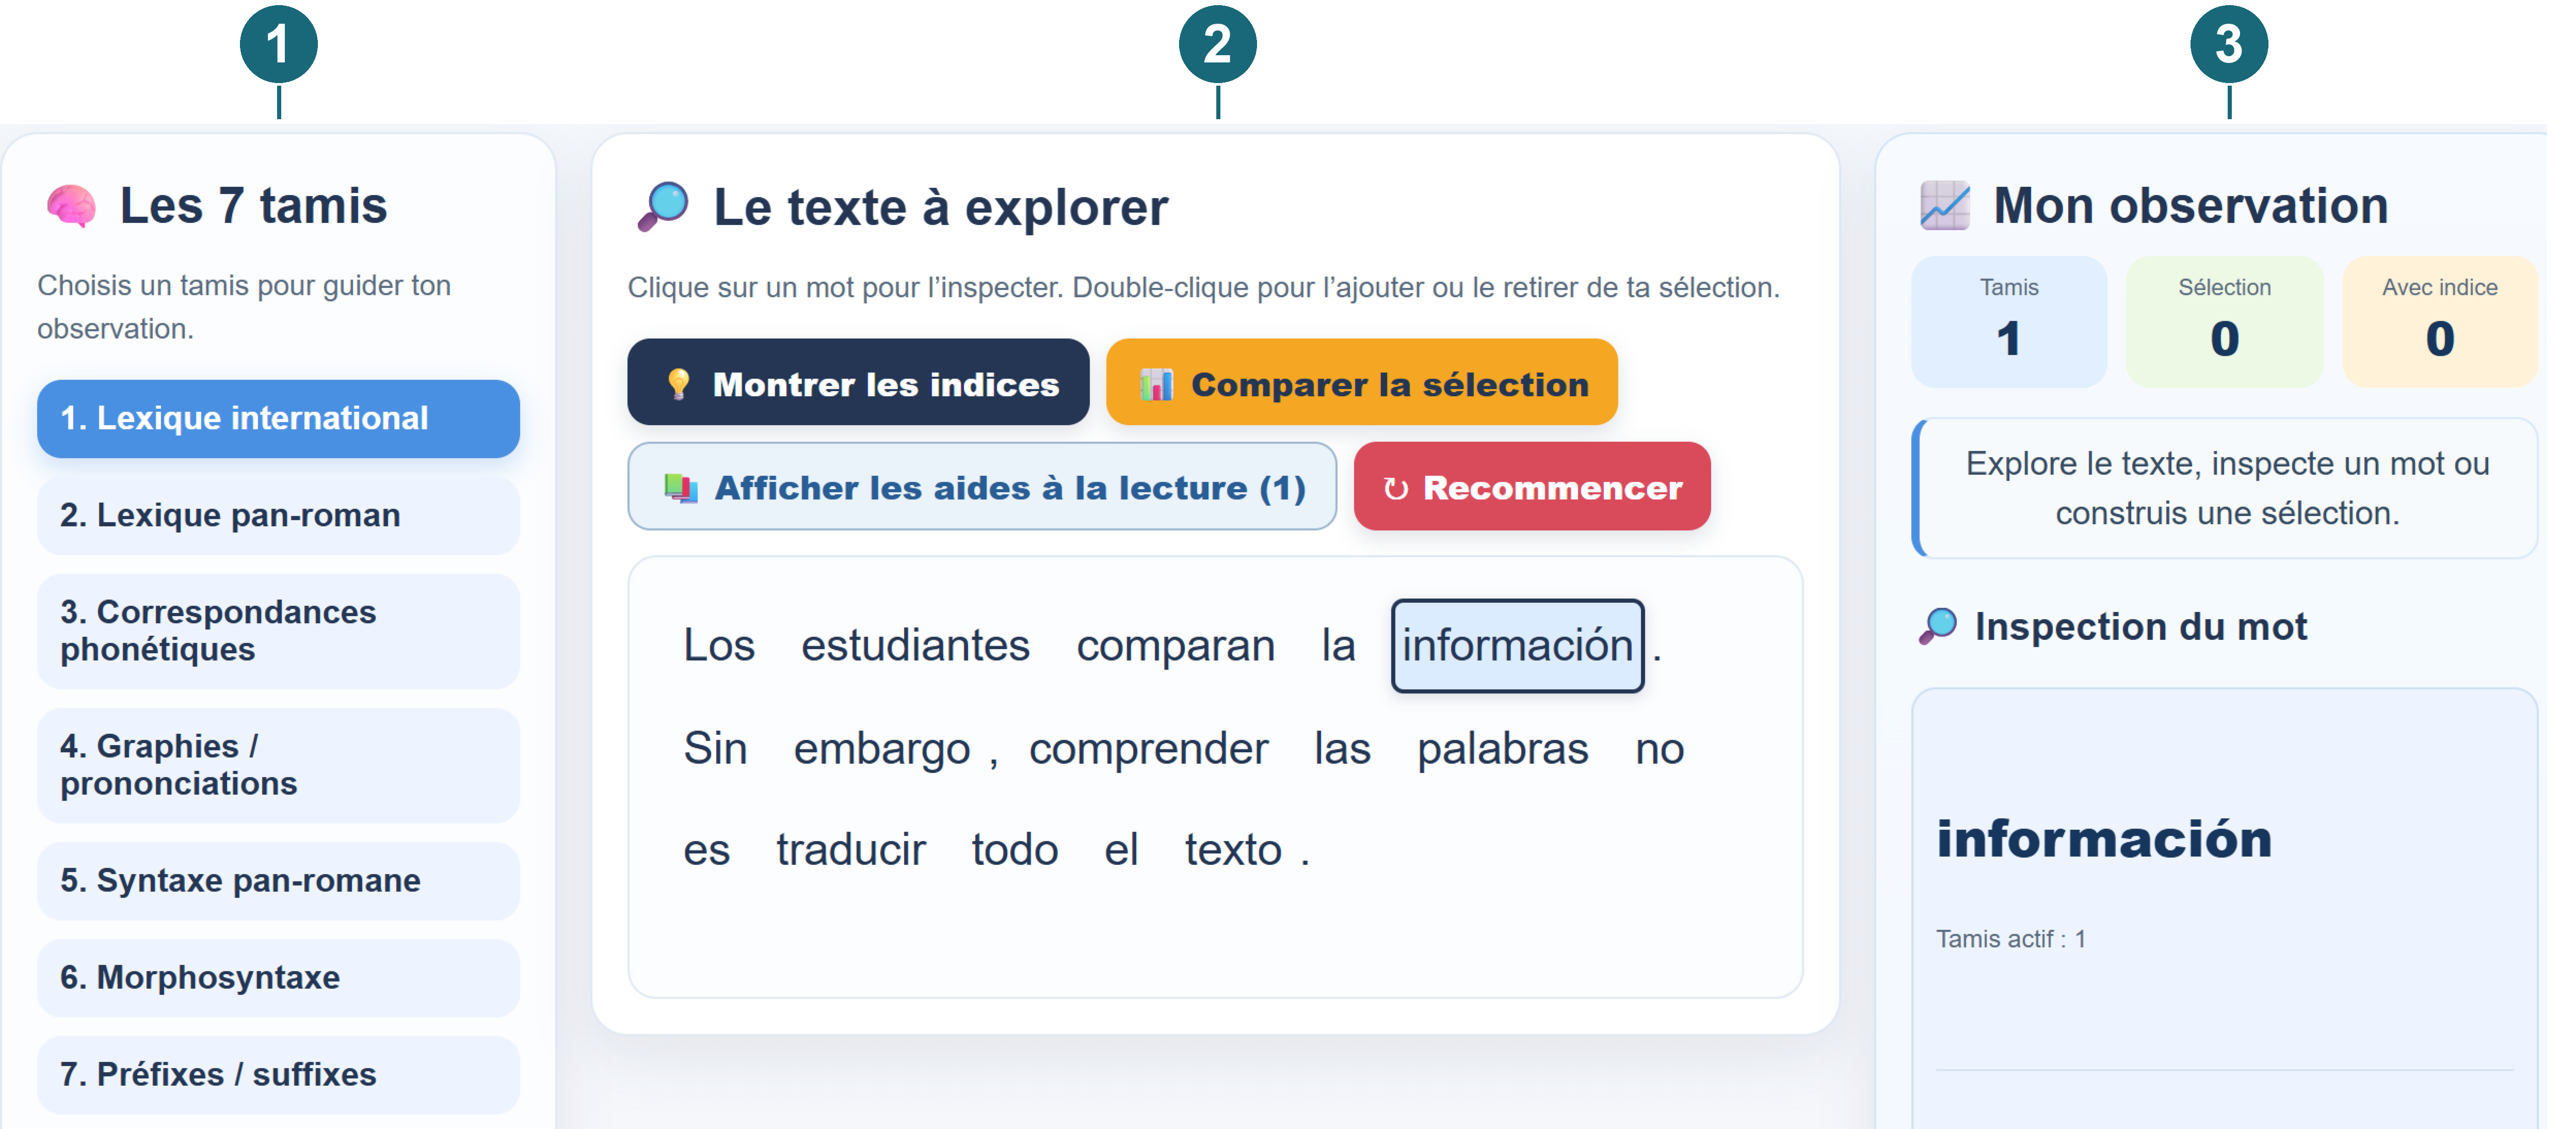 1
2
3
Les 7 tamis
Choisis un tamis pour guider ton
observation.
1. Lexique international
2. Lexique pan-roman
3. Correspondances
phonétiques
4. Graphies /
prononciations
5. Syntaxe pan-romane
6. Morphosyntaxe
7. Préfixes / suffixes
Le texte à explorer
Clique sur un mot pour l’inspecter. Double-clique pour l’ajouter ou le retirer de ta sélection.
Montrer les indices
Comparer la sélection
Afficher les aides à la lecture (1)
↻ Recommencer
Los estudiantes comparan la información .
Sin embargo , comprender las palabras no
es traducir todo el texto .
Mon observation
Tamis
1
Sélection
0
Avec indice
0
Explore le texte, inspecte un mot ou
construis une sélection.
Inspection du mot
información
Tamis actif : 1